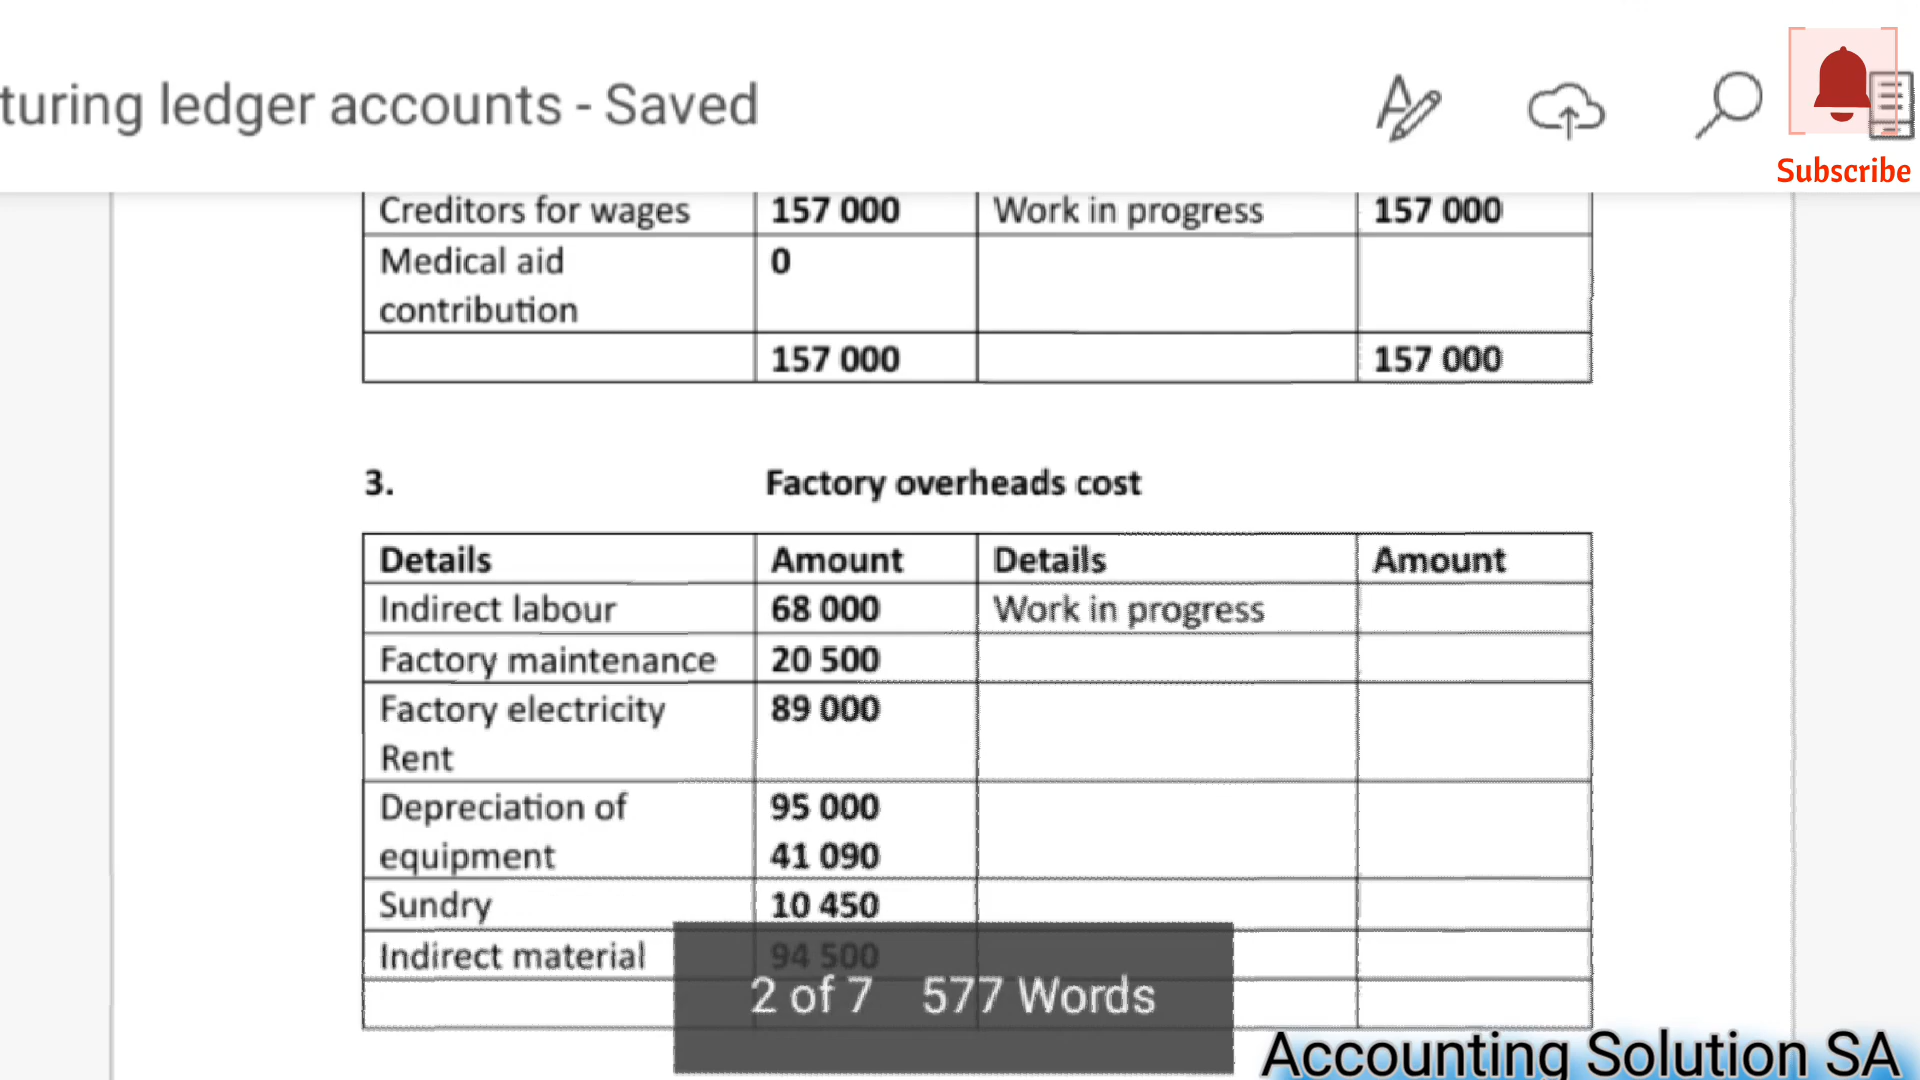 turing ledger accounts - Saved
Subscribe
Creditors for wages 157 000 Work in progress 157 000
Medical aid 0
contribution
157 000 157 000
3. Factory overheads cost
Details Amount Details Amount
Indirect labour 68 000 Work in progress
Factory maintenance 20 500
Factory electricity 89 000
Rent
Depreciation of 95 000
equipment 41 090
Sundry 10 450
Indirect material 94 500
2 of 7 577 Words
Accounting Solution SA